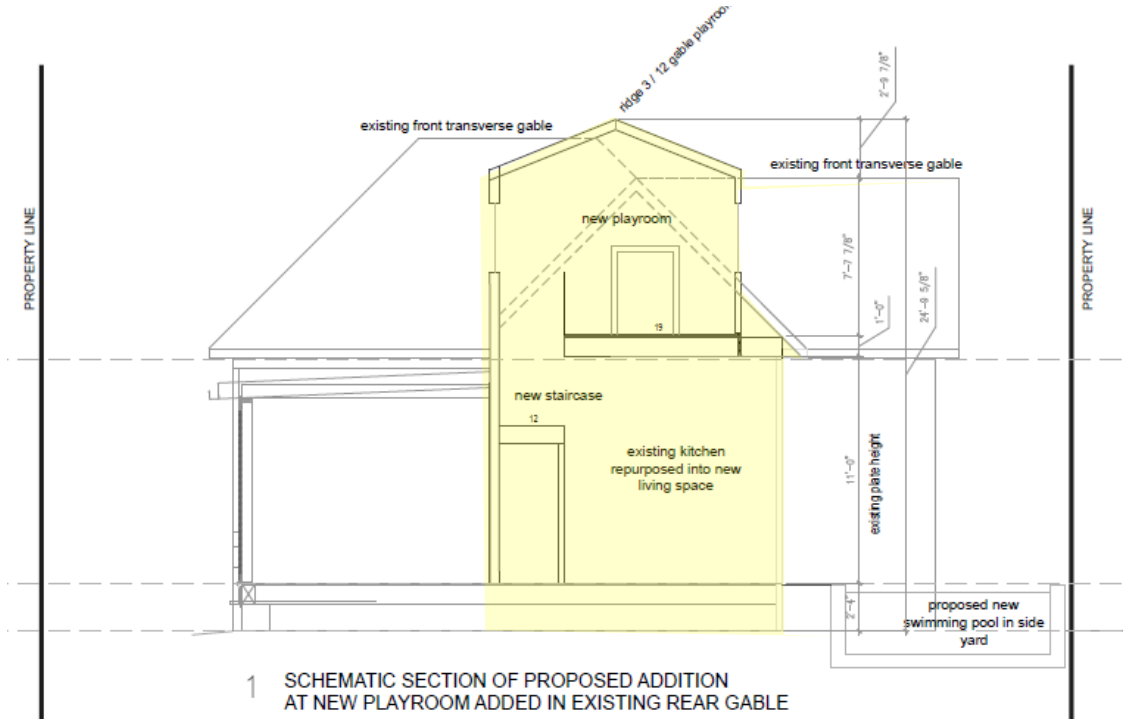 ridge 3 / 12 gable playroom
2'-9 7/8"
existing front transverse gable
existing front transverse gable
PROPERTY LINE
PROPERTY LINE
new playroom
7'-7 7/8"
24'-9 5/8"
1'-0"
19
new staircase
12
existing kitchen
repurposed into new
living space
11'-0"
existing plate height
2'-4"
proposed new
swimming pool in side
yard
1
SCHEMATIC SECTION OF PROPOSED ADDITION
AT NEW PLAYROOM ADDED IN EXISTING REAR GABLE